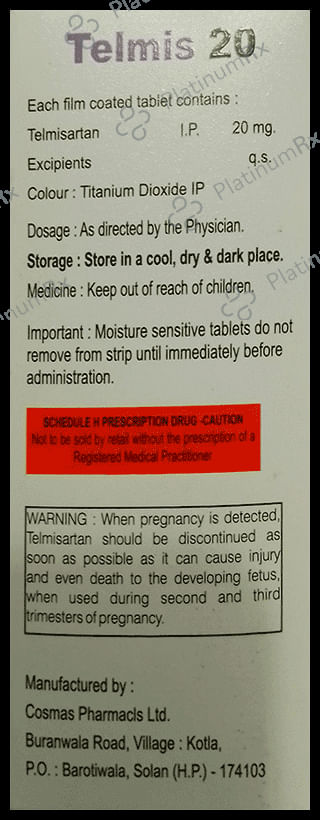 Telmis 20
Each film coated tablet contains :
Telmisartan I.P. 20 mg.
Excipients q.s.
Colour : Titanium Dioxide IP
Dosage : As directed by the Physician.
Storage : Store in a cool, dry & dark place.
Medicine : Keep out of reach of children.
Important : Moisture sensitive tablets do not
remove from strip until immediately before
administration.
SCHEDULE H PRESCRIPTION DRUG -CAUTION
Not to be sold by retail without the prescription of a
Registered Medical Practitioner
WARNING : When pregnancy is detected,
Telmisartan should be discontinued as
soon as possible as it can cause injury
and even death to the developing fetus,
when used during second and third
trimesters of pregnancy.
Manufactured by :
Cosmas Pharmacls Ltd.
Buranwala Road, Village : Kotla,
P.O. : Barotiwala, Solan (H.P.) - 174103
PlatinumRx
PlatinumRx
PlatinumRx
PlatinumRx